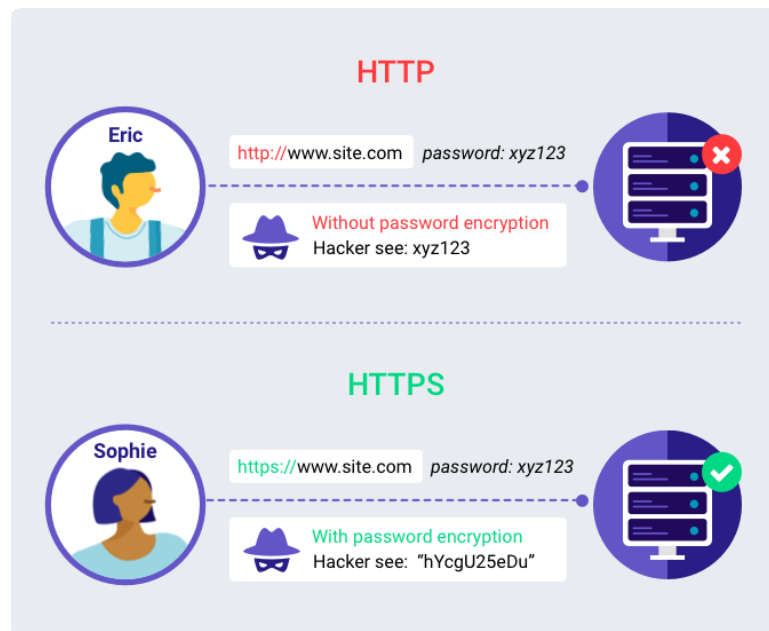 HTTP
Eric
http://www.site.com password: xyz123
Without password encryption
Hacker see: xyz123
HTTPS
Sophie
https://www.site.com password: xyz123
With password encryption
Hacker see: “hYcgU25eDu”